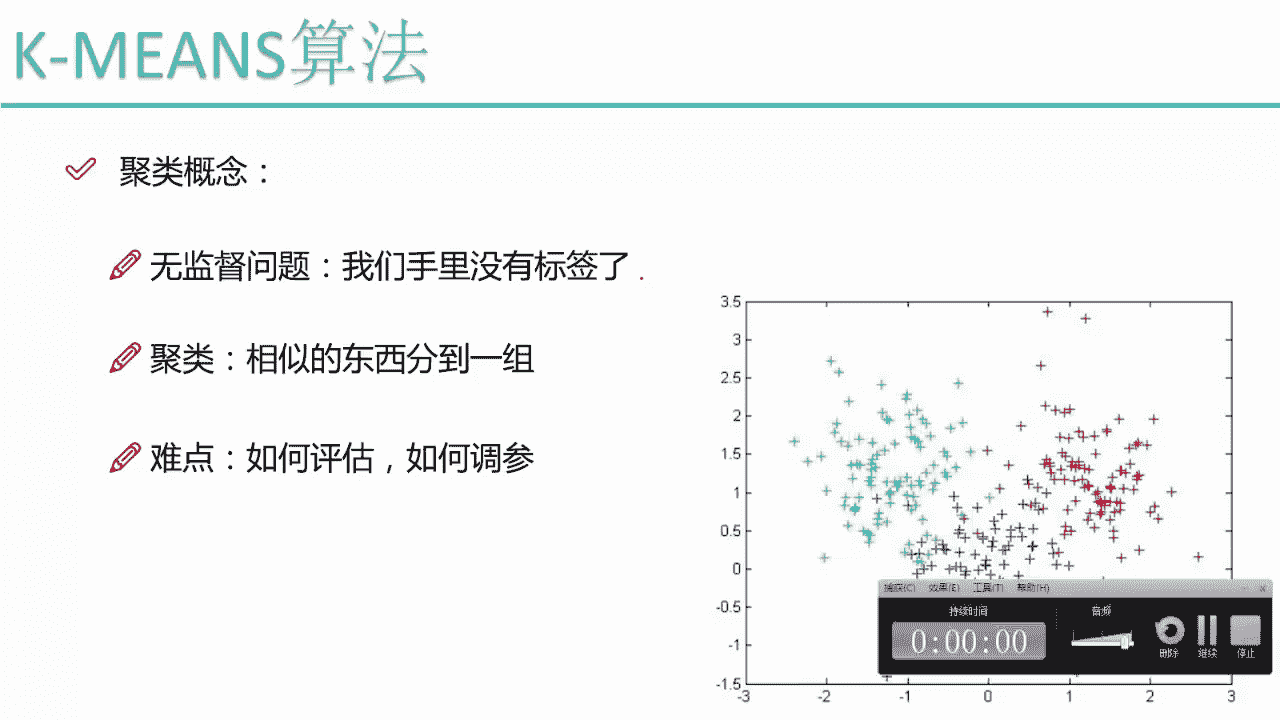 K-MEANS算法
聚类概念：
无监督问题：我们手里没有标签了
聚类：相似的东西分到一组
难点：如何评估，如何调参
3.5
3
2.5
2
1.5
1
0.5
0
-0.5
-1
-1.5
-3 -2 -1 0 1 2 3
捕获(C) 效果(E) 工具(T) 帮助(H)
持续时间 音频
0:00:00
删除 继续 停止